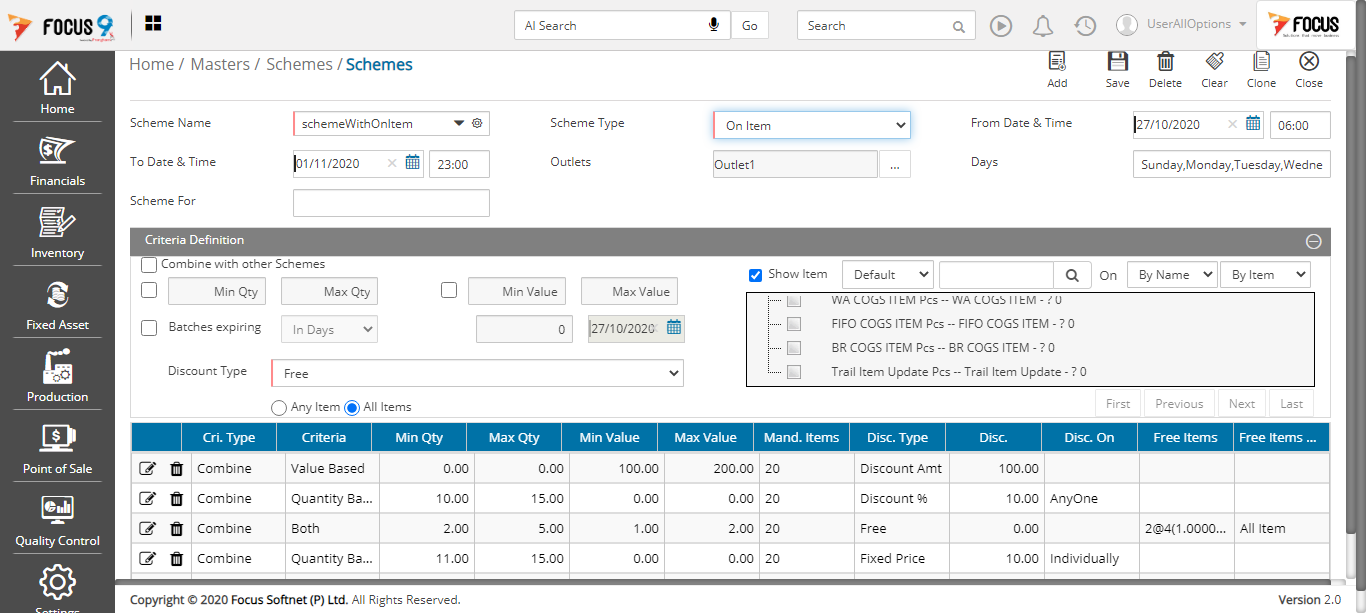 FOCUS 9
AI Search
Go
Search
UserAllOptions
FOCUS
Home / Masters / Schemes / Schemes
Add
Save
Delete
Clear
Clone
Close
Home
Financials
Inventory
Fixed Asset
Production
Point of Sale
Quality Control
Settings
Scheme Name
schemeWithOnItem
Scheme Type
On Item
From Date & Time
27/10/2020
06:00
To Date & Time
01/11/2020
23:00
Outlets
Outlet1
...
Days
Sunday,Monday,Tuesday,Wedne
Scheme For
Criteria Definition
Combine with other Schemes
Min Qty
Max Qty
Min Value
Max Value
Batches expiring
In Days
0
27/10/2020
Discount Type
Free
Any Item
All Items
Show Item
Default
On
By Name
By Item
WA COGS ITEM Pcs -- WA COGS ITEM - ? 0
FIFO COGS ITEM Pcs -- FIFO COGS ITEM - ? 0
BR COGS ITEM Pcs -- BR COGS ITEM - ? 0
Trail Item Update Pcs -- Trail Item Update - ? 0
First
Previous
Next
Last
Cri. Type Criteria Min Qty Max Qty Min Value Max Value Mand. Items Disc. Type Disc. Disc. On Free Items Free Items ...
Combine Value Based 0.00 0.00 100.00 200.00 20 Discount Amt 100.00
Combine Quantity Ba... 10.00 15.00 0.00 0.00 20 Discount % 10.00 AnyOne
Combine Both 2.00 5.00 1.00 2.00 20 Free 0.00 2@4(1.0000... All Item
Combine Quantity Ba... 11.00 15.00 0.00 0.00 20 Fixed Price 10.00 Individually
Copyright © 2020 Focus Softnet (P) Ltd. All Rights Reserved.
Version 2.0